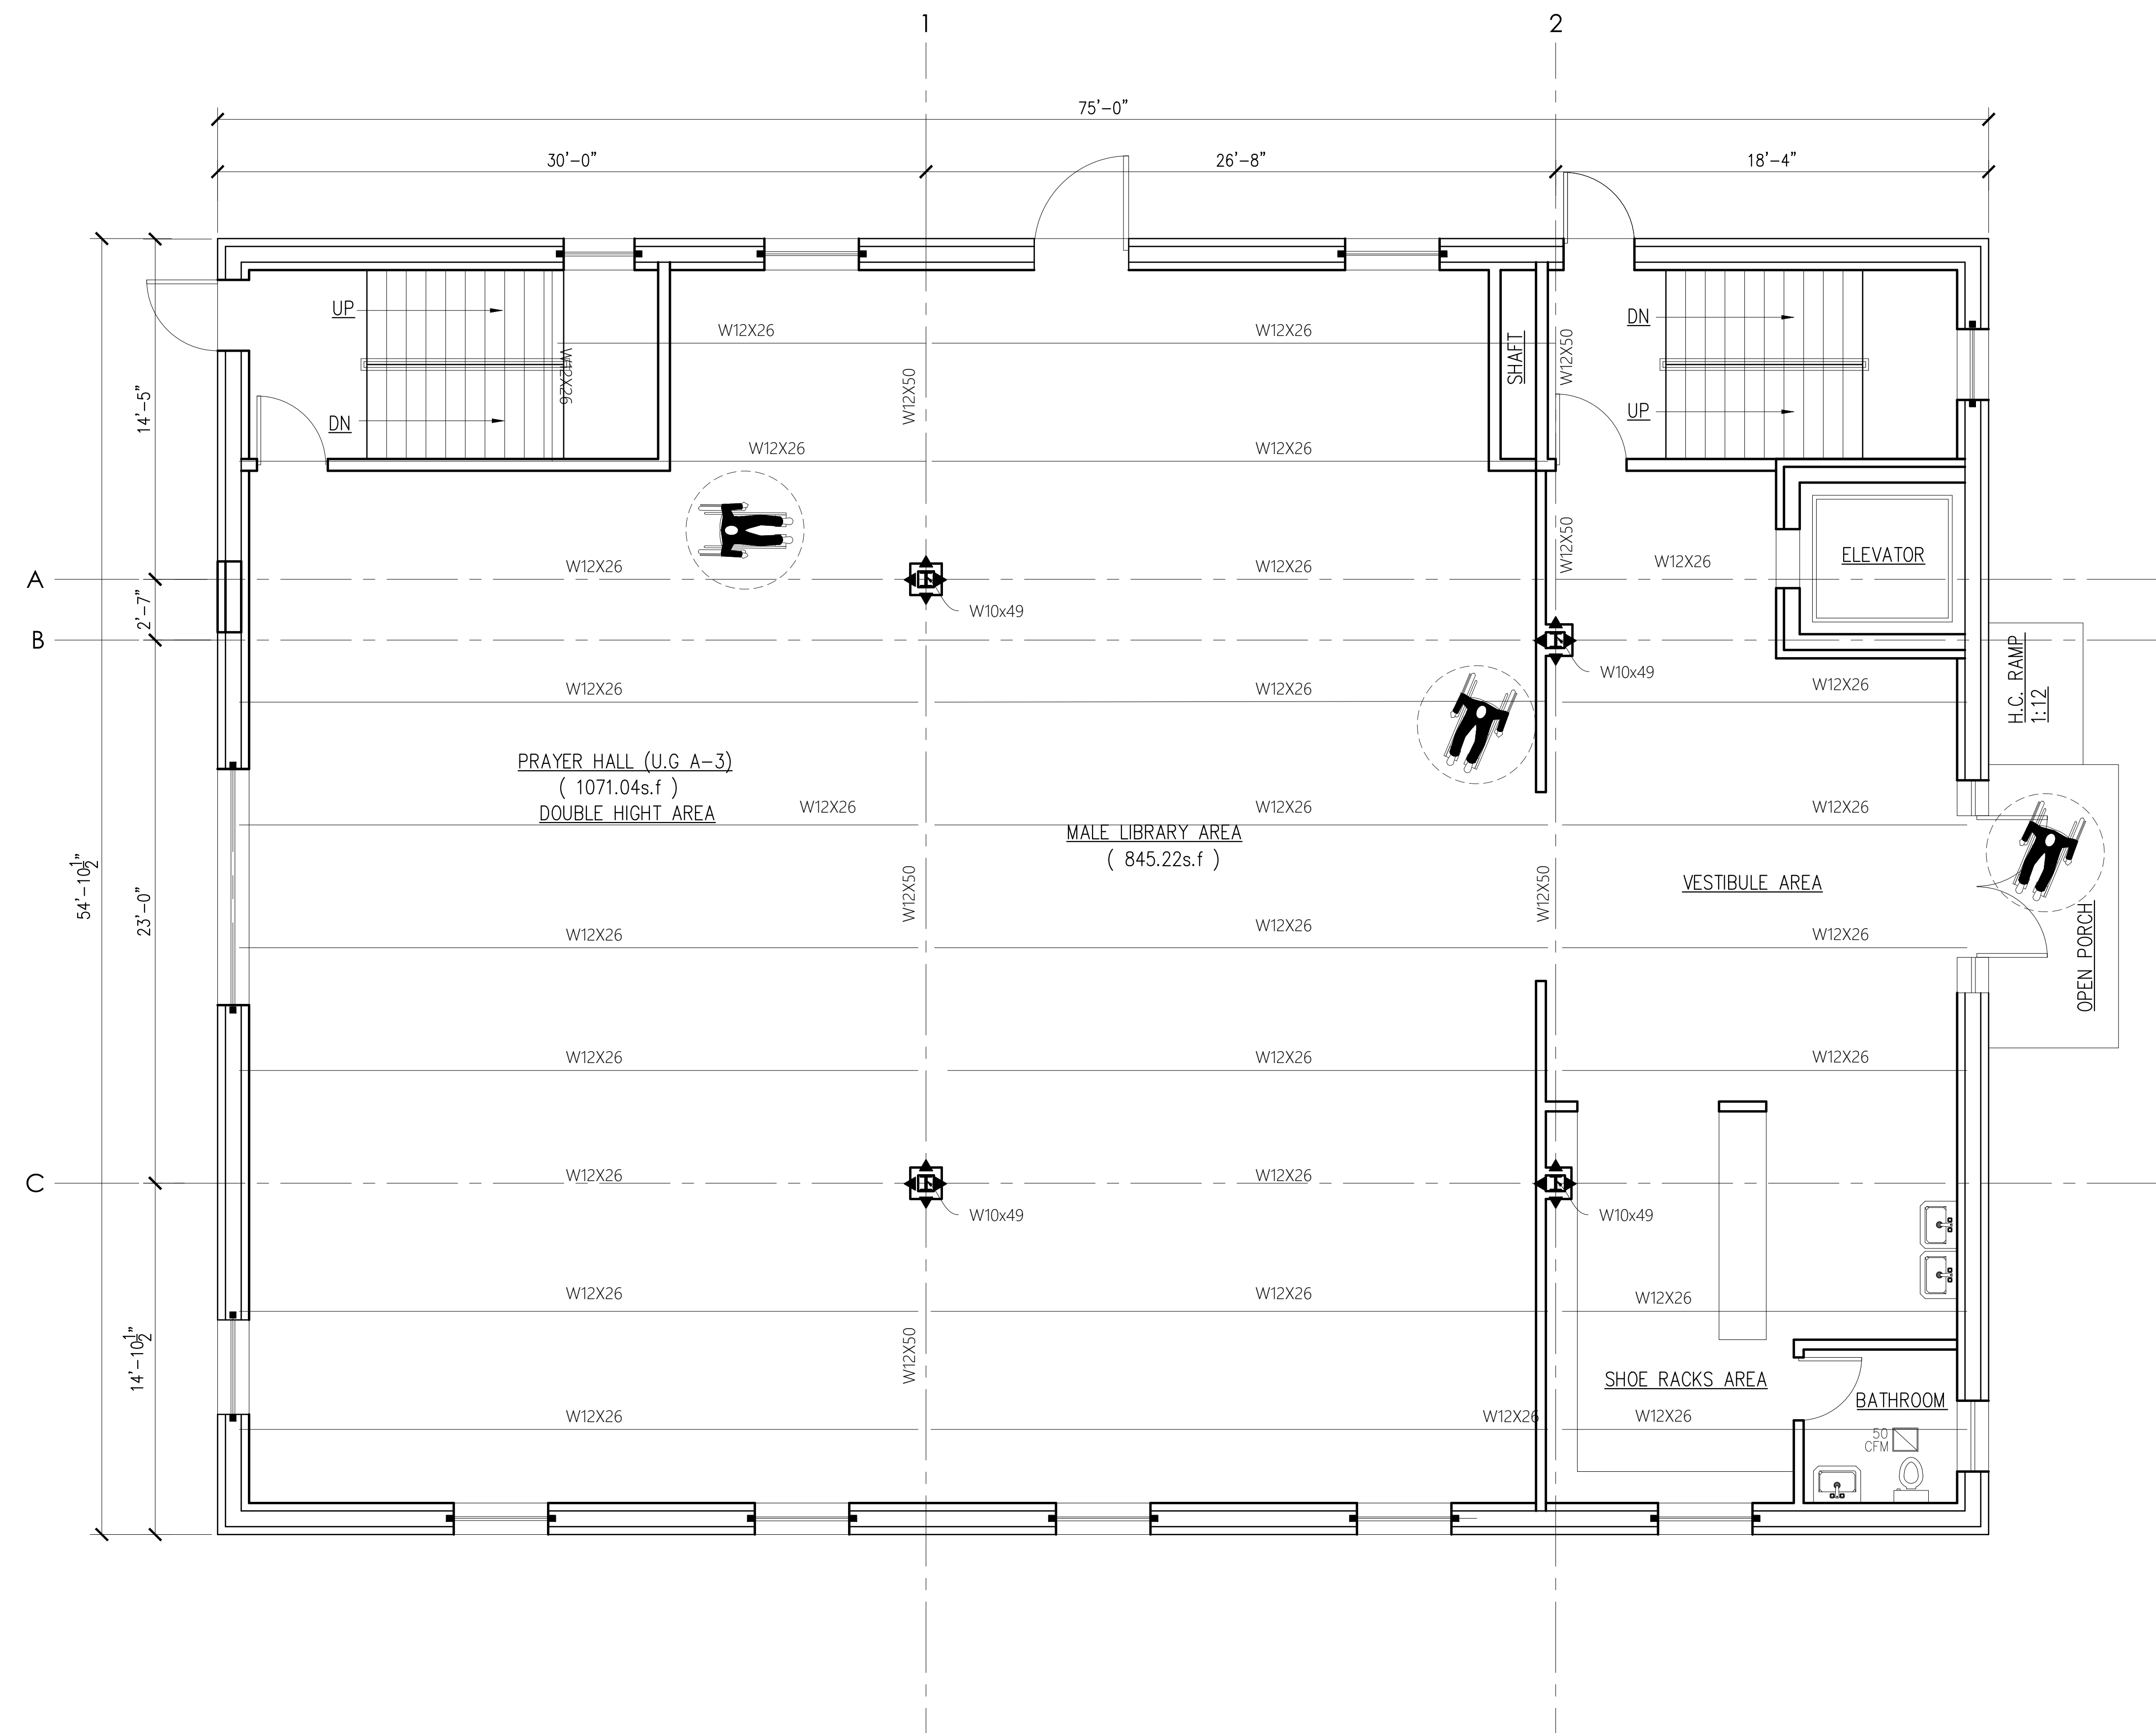 1
2
75'-0"
30'-0"
26'-8"
18'-4"
UP
DN
W12X26
W12X26
W12X26
W12X50
SHAFT
W12X50
DN
UP
14'-5"
W12X26
W12X26
W12X50
A
W12X26
W12X26
W12X26
ELEVATOR
2'-7"
W10x49
B
W10x49
H.C. RAMP
1:12
W12X26
W12X26
W12X26
PRAYER HALL (U.G A-3)
( 1071.04s.f )
DOUBLE HIGHT AREA
W12X26
W12X26
W12X26
MALE LIBRARY AREA
( 845.22s.f )
54'-10 1/2"
23'-0"
W12X50
W12X50
VESTIBULE AREA
OPEN PORCH
W12X26
W12X26
W12X26
W12X26
W12X26
W12X26
C
W12X26
W12X26
W10x49
W10x49
W12X26
W12X26
W12X26
14'-10 1/2"
W12X50
SHOE RACKS AREA
BATHROOM
W12X26
W12X26
W12X26
50
CFM